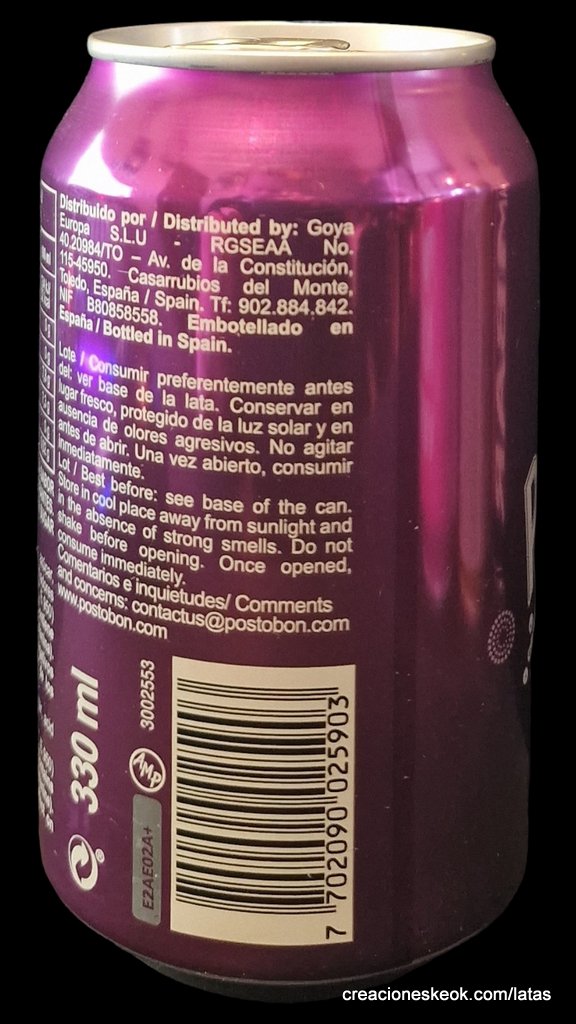 Distribuido por / Distributed by: Goya
Europa S.L.U - RGSEAA No.
40.20984/TO – Av. de la Constitución,
115-45950. Casarrubios del Monte,
Toledo, España / Spain. Tf: 902.884.842.
NIF B80858558. Embotellado en
España / Bottled in Spain.
Lote / Consumir preferentemente antes
del: ver base de la lata. Conservar en
lugar fresco, protegido de la luz solar y en
ausencia de olores agresivos. No agitar
antes de abrir. Una vez abierto, consumir
inmediatamente.
Lot / Best before: see base of the can.
Store in cool place away from sunlight and
in the absence of strong smells. Do not
shake before opening. Once opened,
consume immediately.
Comentarios e inquietudes/ Comments
and concerns: contactus@postobon.com
www.postobon.com
330 ml
3002553
AMP
E2AE02A+
7 702090 025903
creacioneskeok.com/latas